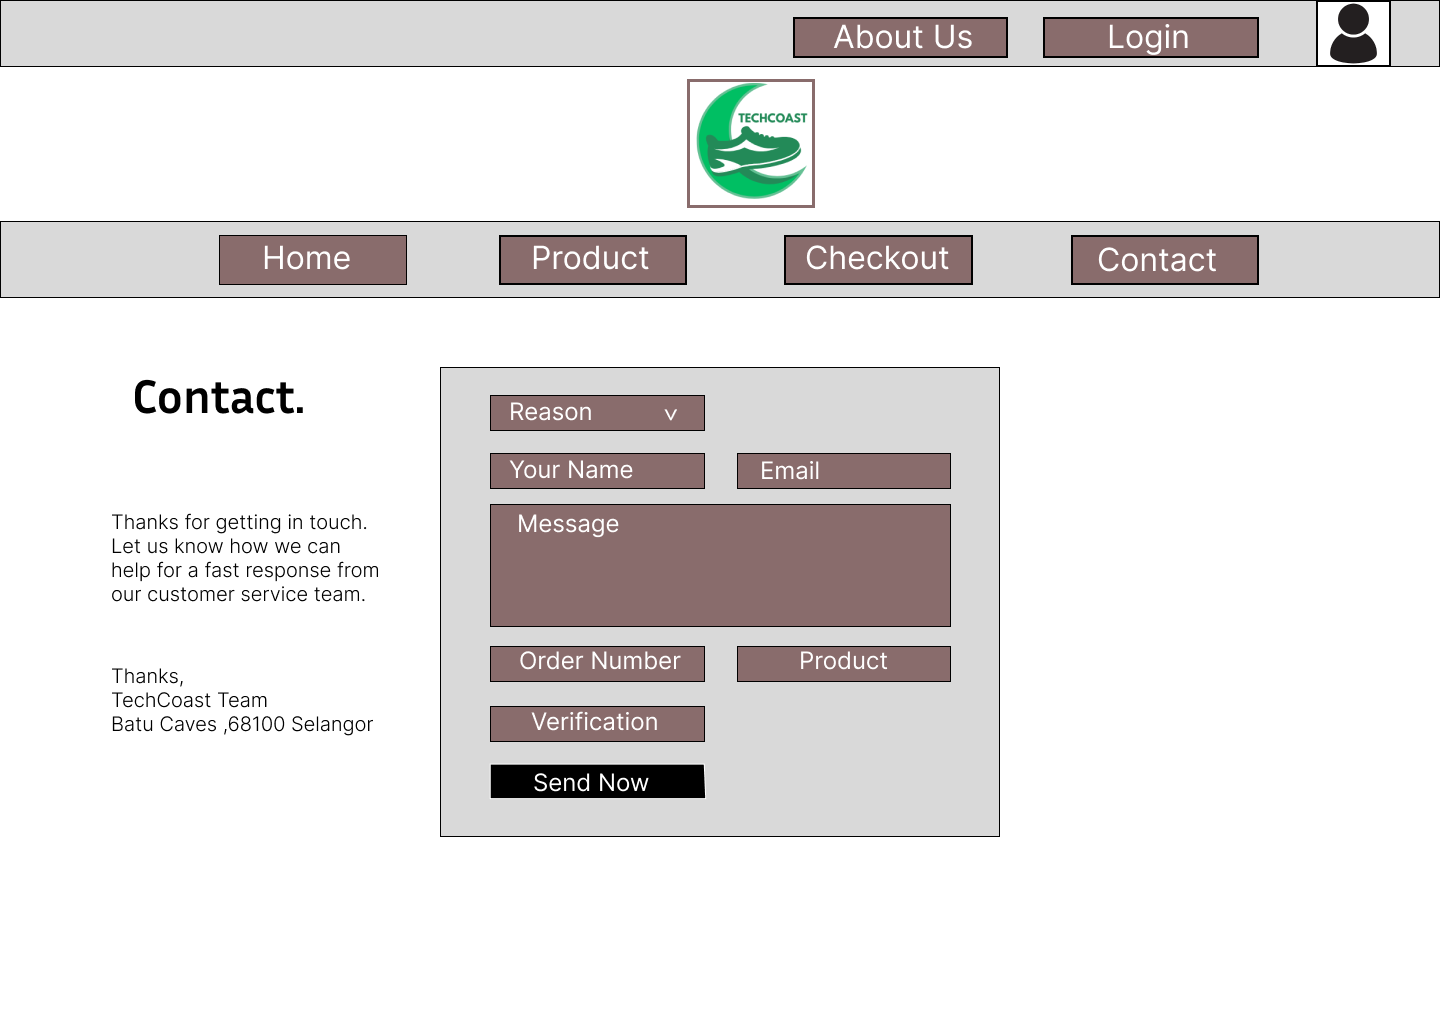 About Us
Login
TECHCOAST
Home
Product
Checkout
Contact
Contact.
Thanks for getting in touch.
Let us know how we can
help for a fast response from
our customer service team.
Thanks,
TechCoast Team
Batu Caves ,68100 Selangor
Reason v
Your Name
Email
Message
Order Number
Product
Verification
Send Now